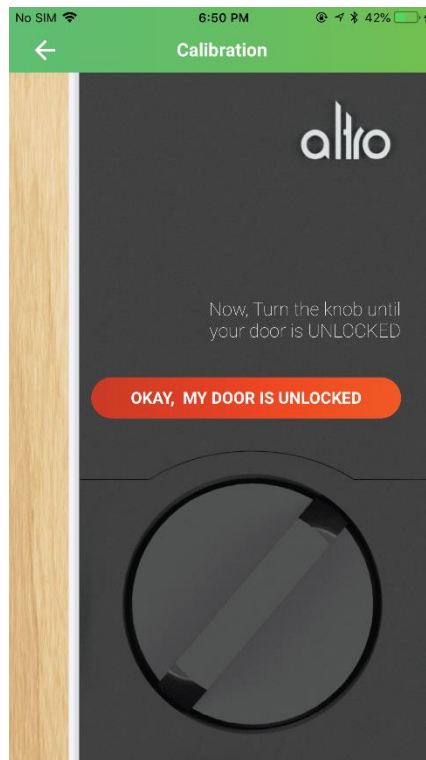 No SIM 6:50 PM 42%
Calibration
altro
Now, Turn the knob until
your door is UNLOCKED
OKAY, MY DOOR IS UNLOCKED